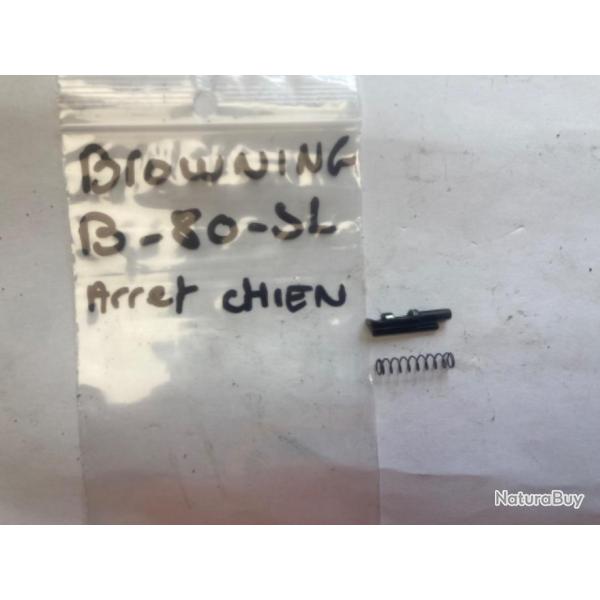 BROWNING
B-80-SL
Arret CHIEN
NaturaBuy